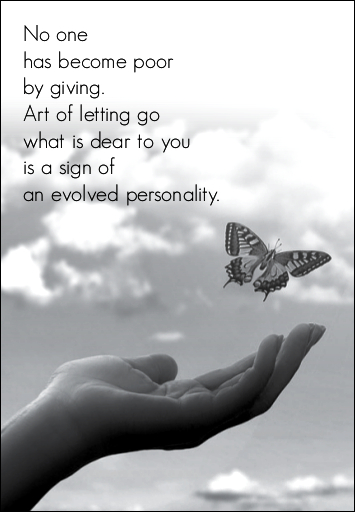 No one
has become poor
by giving.
Art of letting go
what is dear to you
is a sign of
an evolved personality.